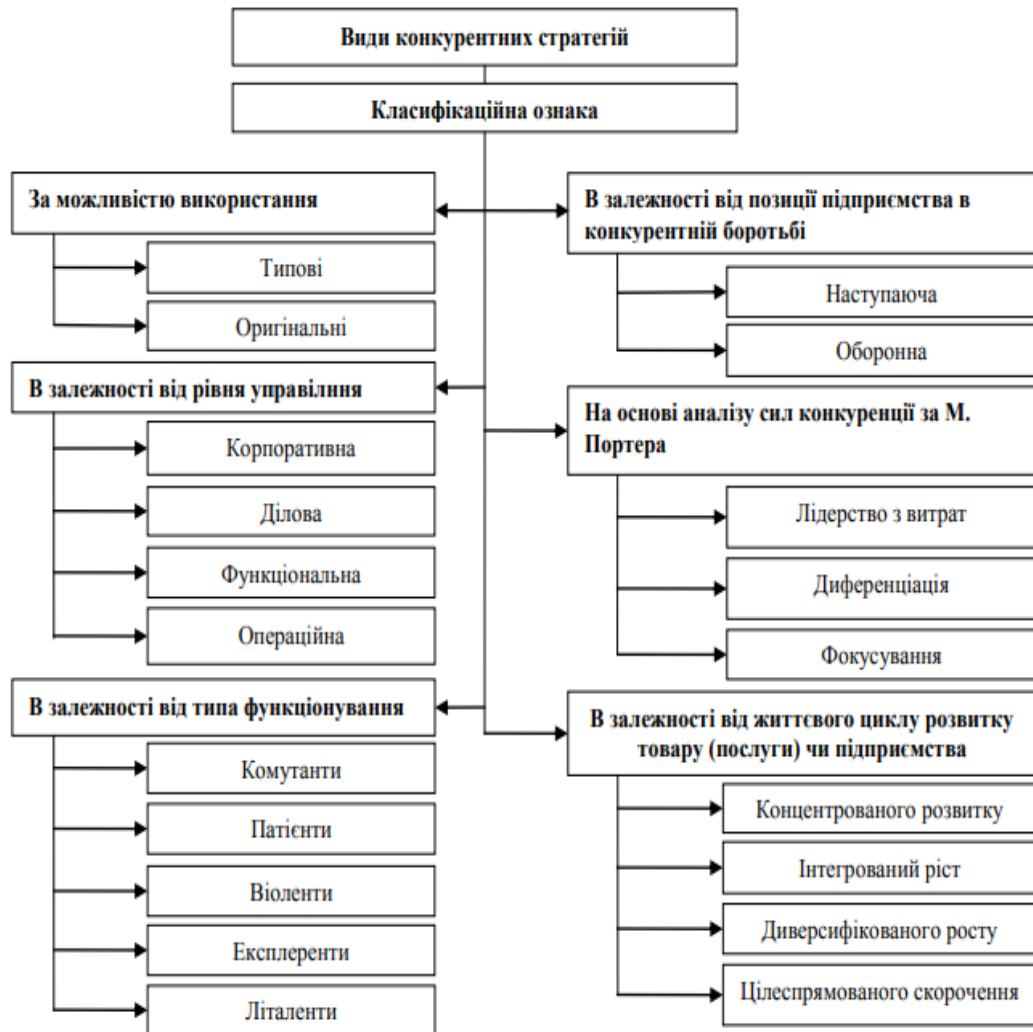 Види конкурентних стратегій
Класифікаційна ознака
За можливістю використання
Типові
Оригінальні
В залежності від рівня управілння
Корпоративна
Ділова
Функціональна
Операційна
В залежності від типа функціонування
Комутанти
Патієнти
Віоленти
Експлеренти
Літаленти
В залежності від позиції підприємства в
конкурентній боротьбі
Наступаюча
Оборонна
На основі аналізу сил конкуренції за М.
Портера
Лідерство з витрат
Диференціація
Фокусування
В залежності від життєвого циклу розвитку
товару (послуги) чи підприємства
Концентрованого розвитку
Інтегрований ріст
Диверсифікованого росту
Цілеспрямованого скорочення